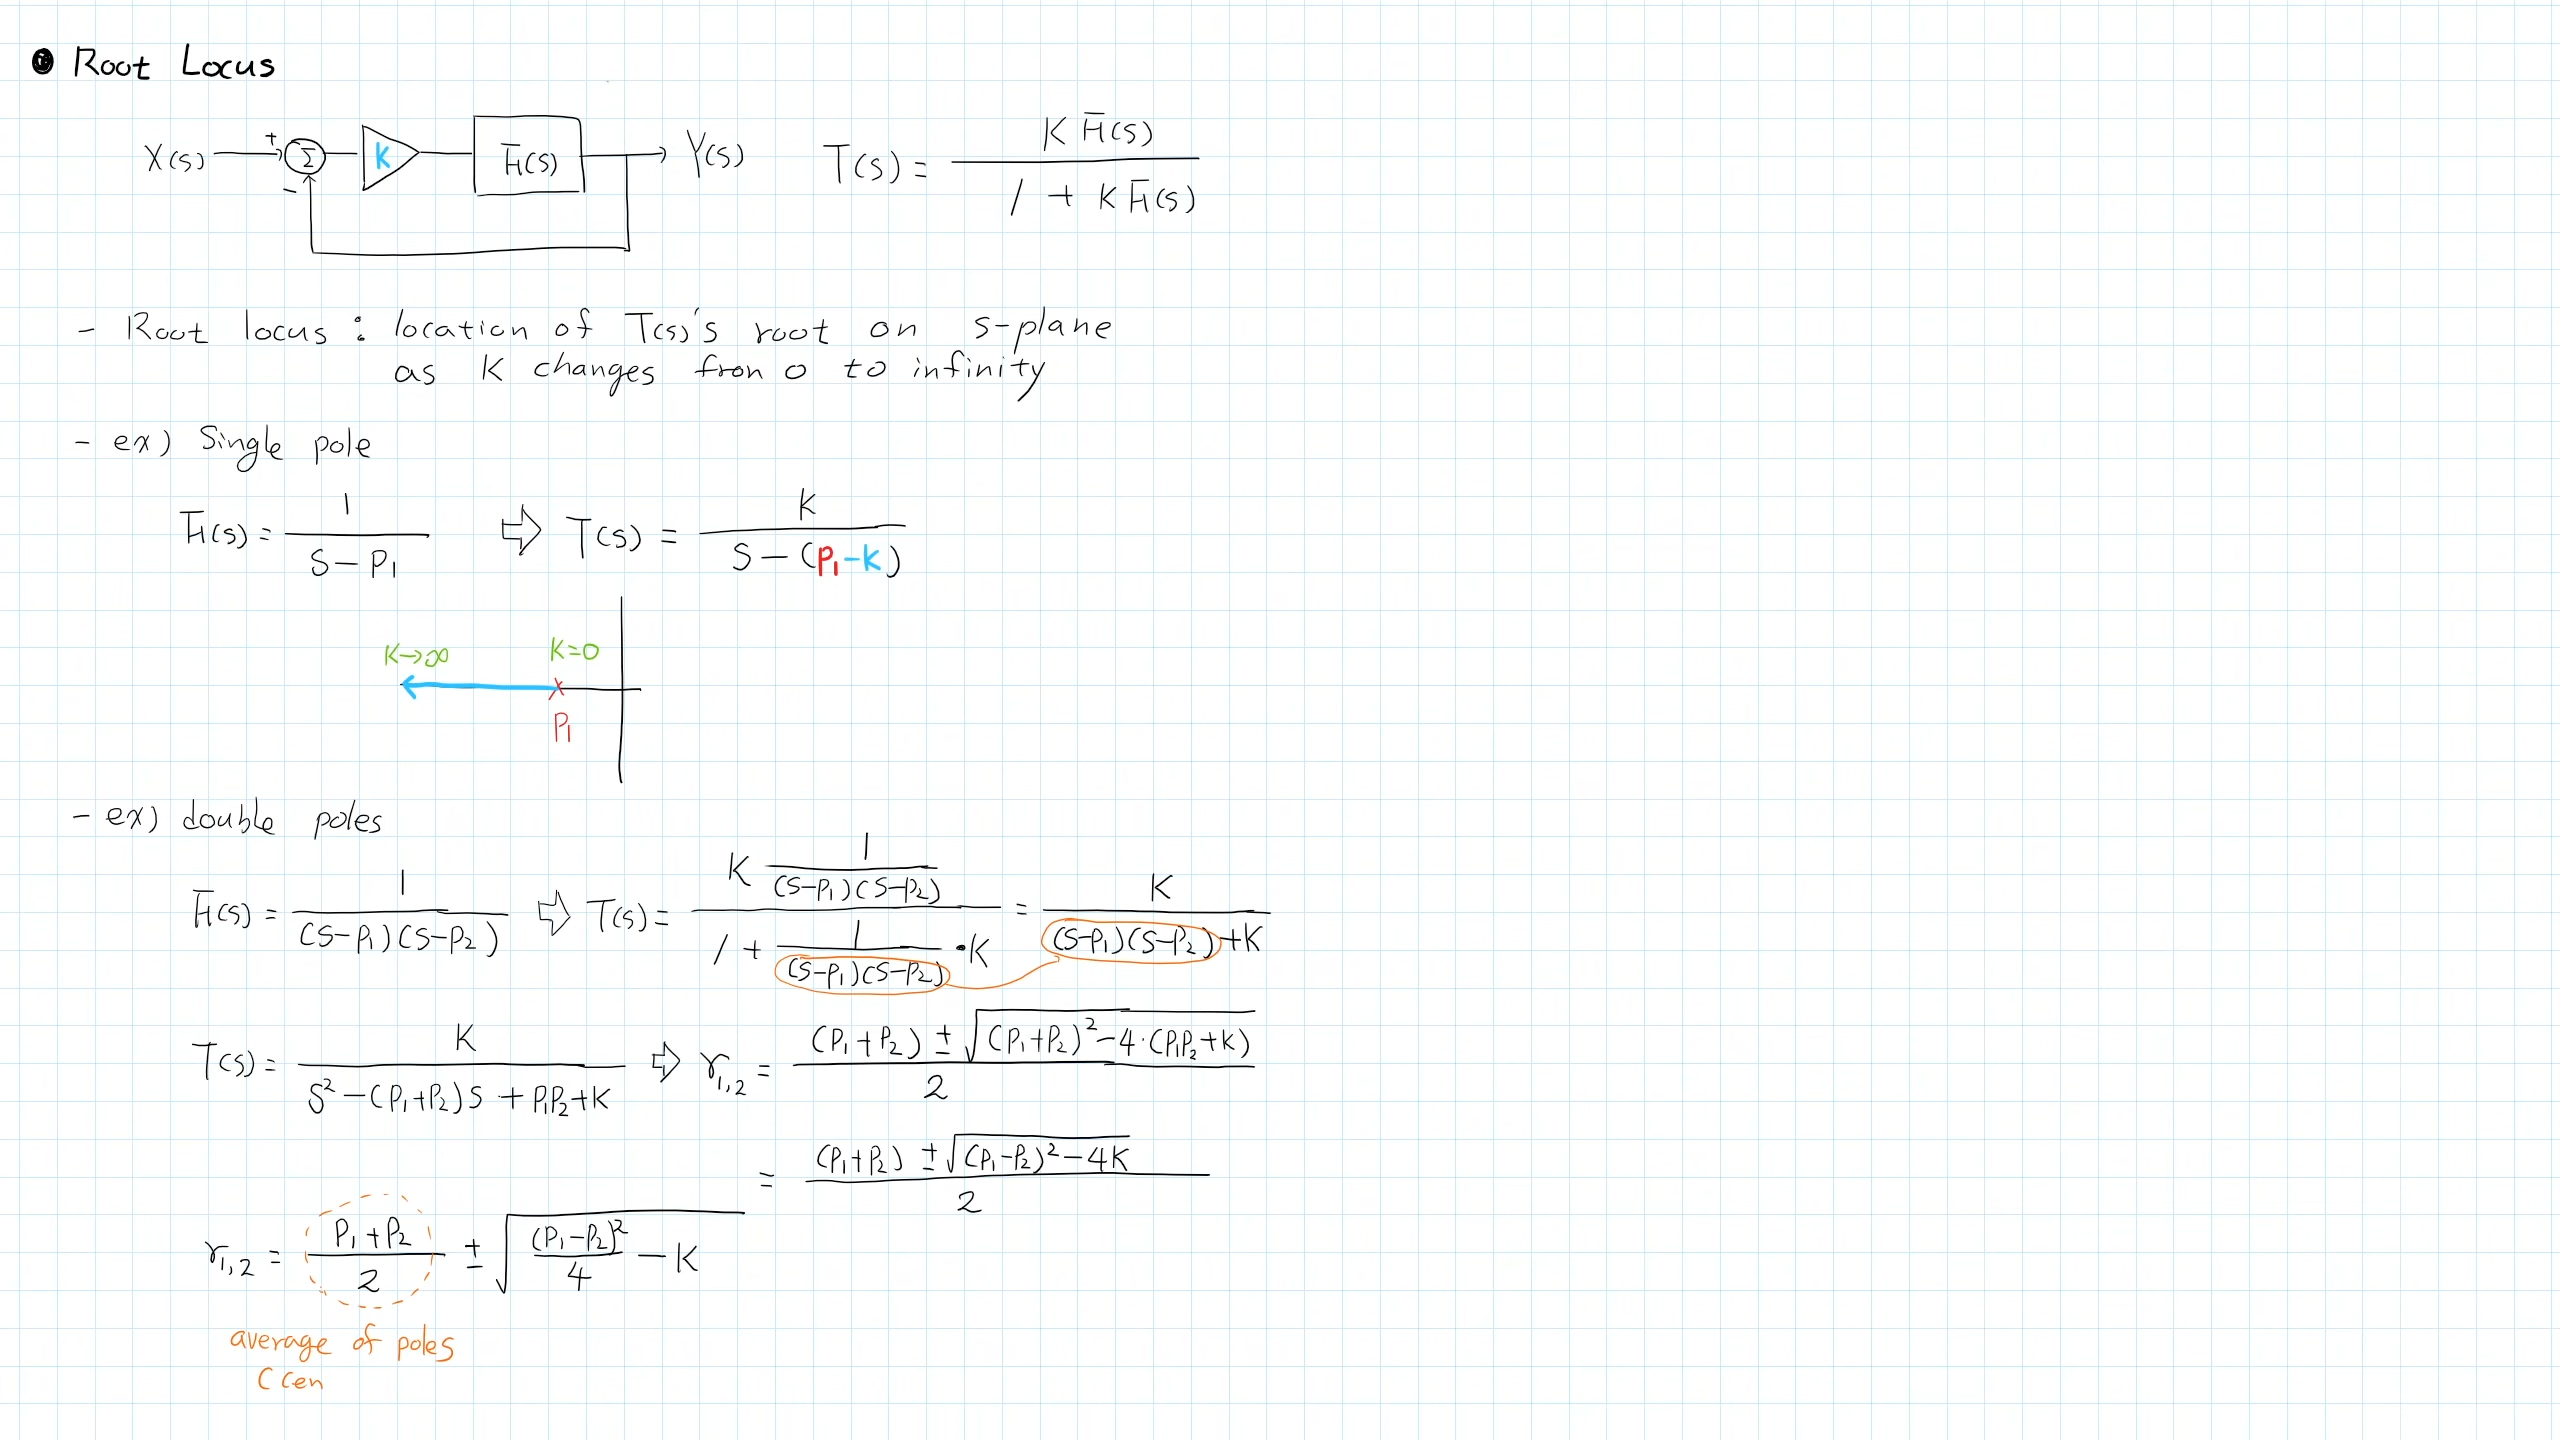 ● Root Locus
X(s) + − Σ K H(s) Y(s) T(s) = K H(s) / 1 + K H(s)
- Root locus : location of T(s)'s root on s-plane
as K changes fron 0 to infinity
- ex) Single pole
H(s) = 1 / S − P₁ ⇨ T(s) = K / S − (P₁−K)
K→∞ K=0
P₁
- ex) double poles
H(s) = 1 / (S−P₁)(S−P₂) ⇨ T(s) = K 1/(S−P₁)(S−P₂) / 1 + 1/(S−P₁)(S−P₂) · K = K / (S−P₁)(S−P₂)+K
T(s) = K / S² −(P₁+P₂)S + P₁P₂+K ⇨ r₁,₂ = (P₁+P₂) ± √(P₁+P₂)² − 4·(P₁P₂+K) / 2
= (P₁+P₂) ± √(P₁−P₂)² − 4K / 2
r₁,₂ = P₁+P₂ / 2 ± √(P₁−P₂)²/4 − K
average of poles
(cen